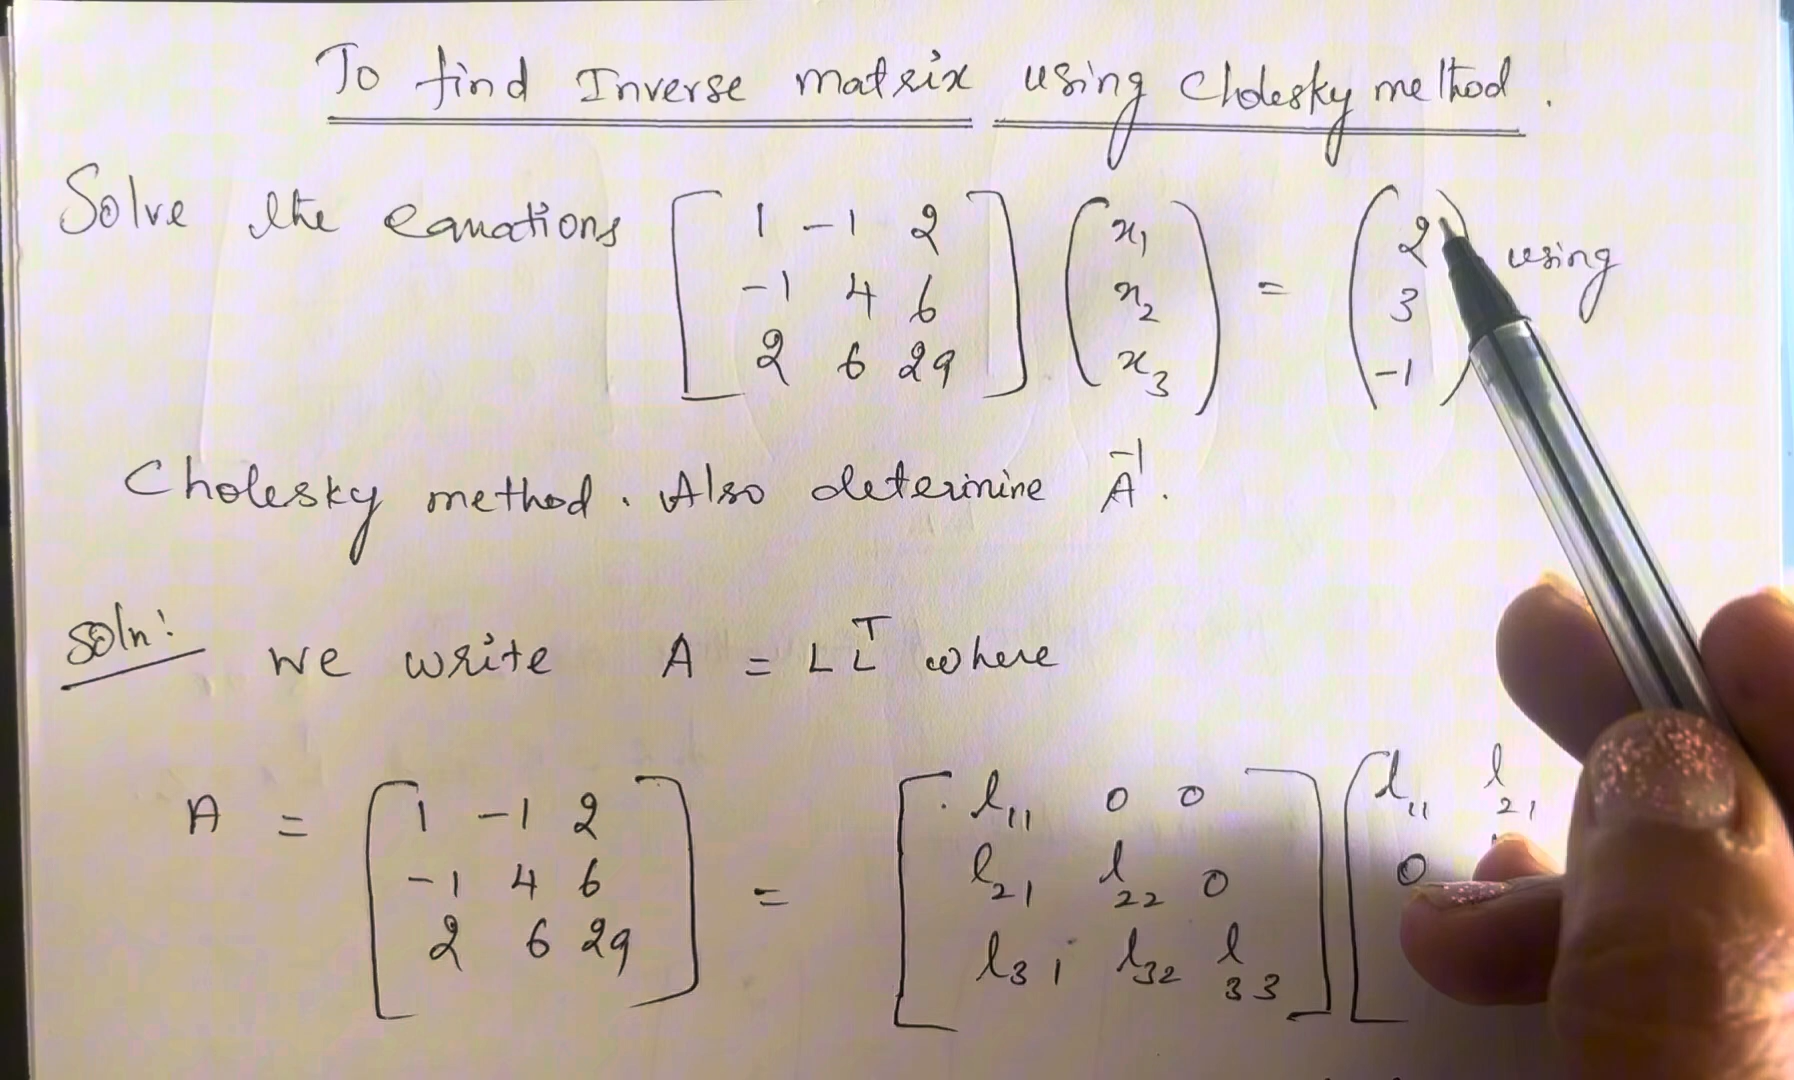 To find Inverse matrix using Cholesky method.
Solve the equations [1 -1 2; -1 4 6; 2 6 29] (x₁; x₂; x₃) = (2; 3; -1) using
Cholesky method. Also determine A⁻¹.
Soln: We write A = LLᵀ where
A = [1 -1 2; -1 4 6; 2 6 29] = [l₁₁ 0 0; l₂₁ l₂₂ 0; l₃₁ l₃₂ l₃₃] [l₁₁ l₂₁; 0